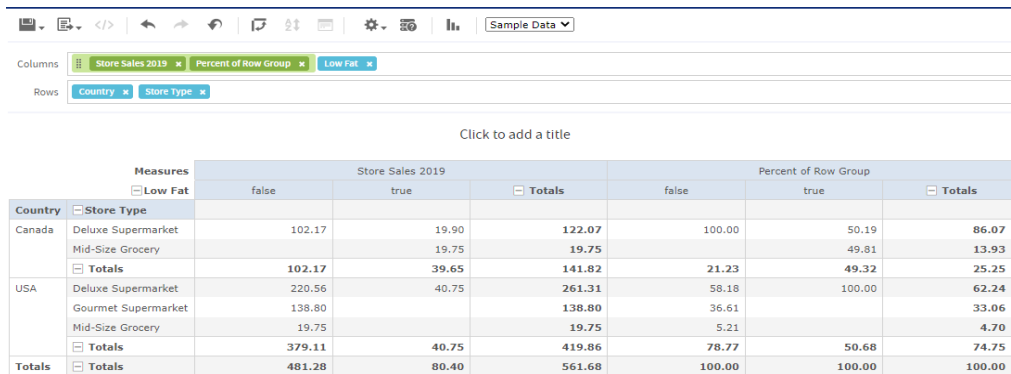 Sample Data
Columns Store Sales 2019 x Percent of Row Group x Low Fat x
Rows Country x Store Type x
Click to add a title
Measures Store Sales 2019 Percent of Row Group
Low Fat false true Totals false true Totals
Country Store Type
Canada Deluxe Supermarket 102.17 19.90 122.07 100.00 50.19 86.07
Mid-Size Grocery 19.75 19.75 49.81 13.93
Totals 102.17 39.65 141.82 21.23 49.32 25.25
USA Deluxe Supermarket 220.56 40.75 261.31 58.18 100.00 62.24
Gourmet Supermarket 138.80 138.80 36.61 33.06
Mid-Size Grocery 19.75 19.75 5.21 4.70
Totals 379.11 40.75 419.86 78.77 50.68 74.75
Totals Totals 481.28 80.40 561.68 100.00 100.00 100.00